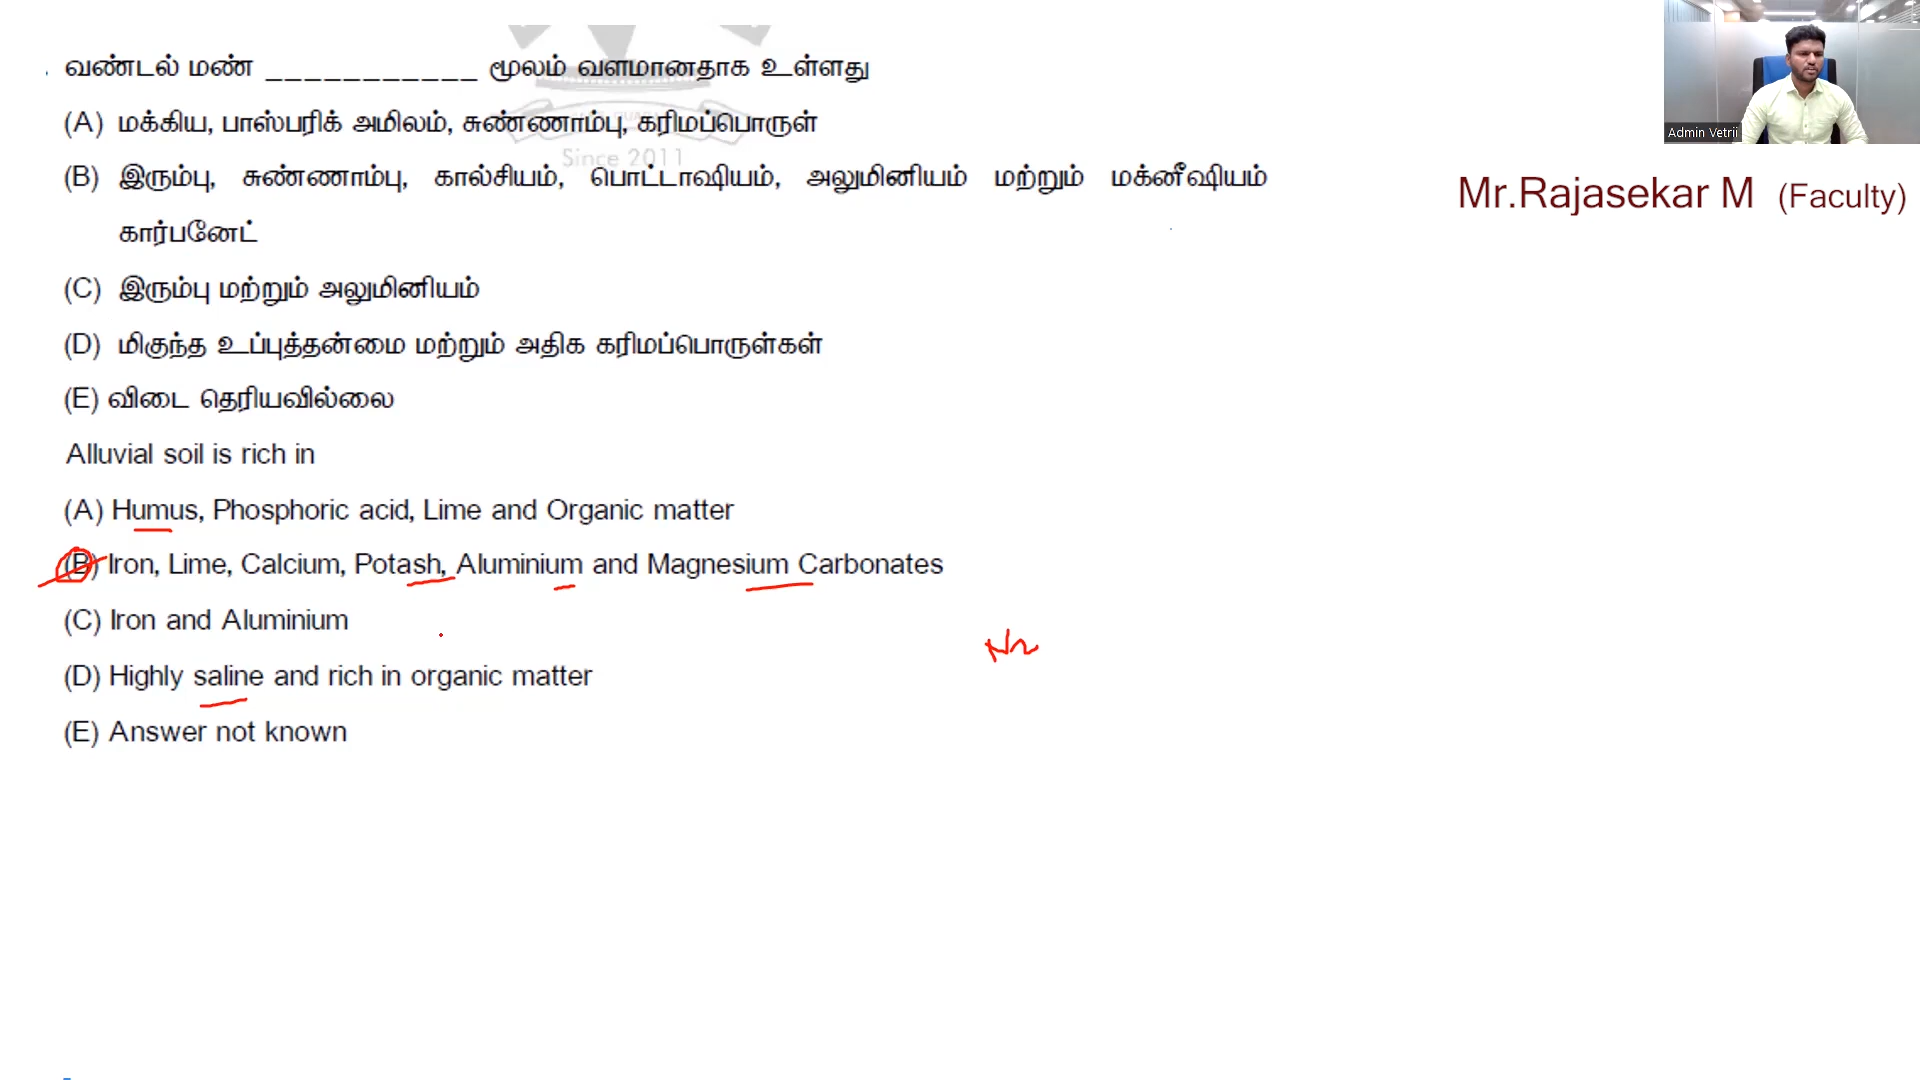 வண்டல் மண் ___________ மூலம் வளமானதாக உள்ளது
(A) மக்கிய, பாஸ்பரிக் அமிலம், சுண்ணாம்பு, கரிமப்பொருள்
Since 2011
(B) இரும்பு, சுண்ணாம்பு, கால்சியம், பொட்டாஷியம், அலுமினியம் மற்றும் மக்னீஷியம்
கார்பனேட்
(C) இரும்பு மற்றும் அலுமினியம்
(D) மிகுந்த உப்புத்தன்மை மற்றும் அதிக கரிமப்பொருள்கள்
(E) விடை தெரியவில்லை
Alluvial soil is rich in
(A) Humus, Phosphoric acid, Lime and Organic matter
(B) Iron, Lime, Calcium, Potash, Aluminium and Magnesium Carbonates
(C) Iron and Aluminium
(D) Highly saline and rich in organic matter
(E) Answer not known
Admin Vetrii
Mr.Rajasekar M (Faculty)